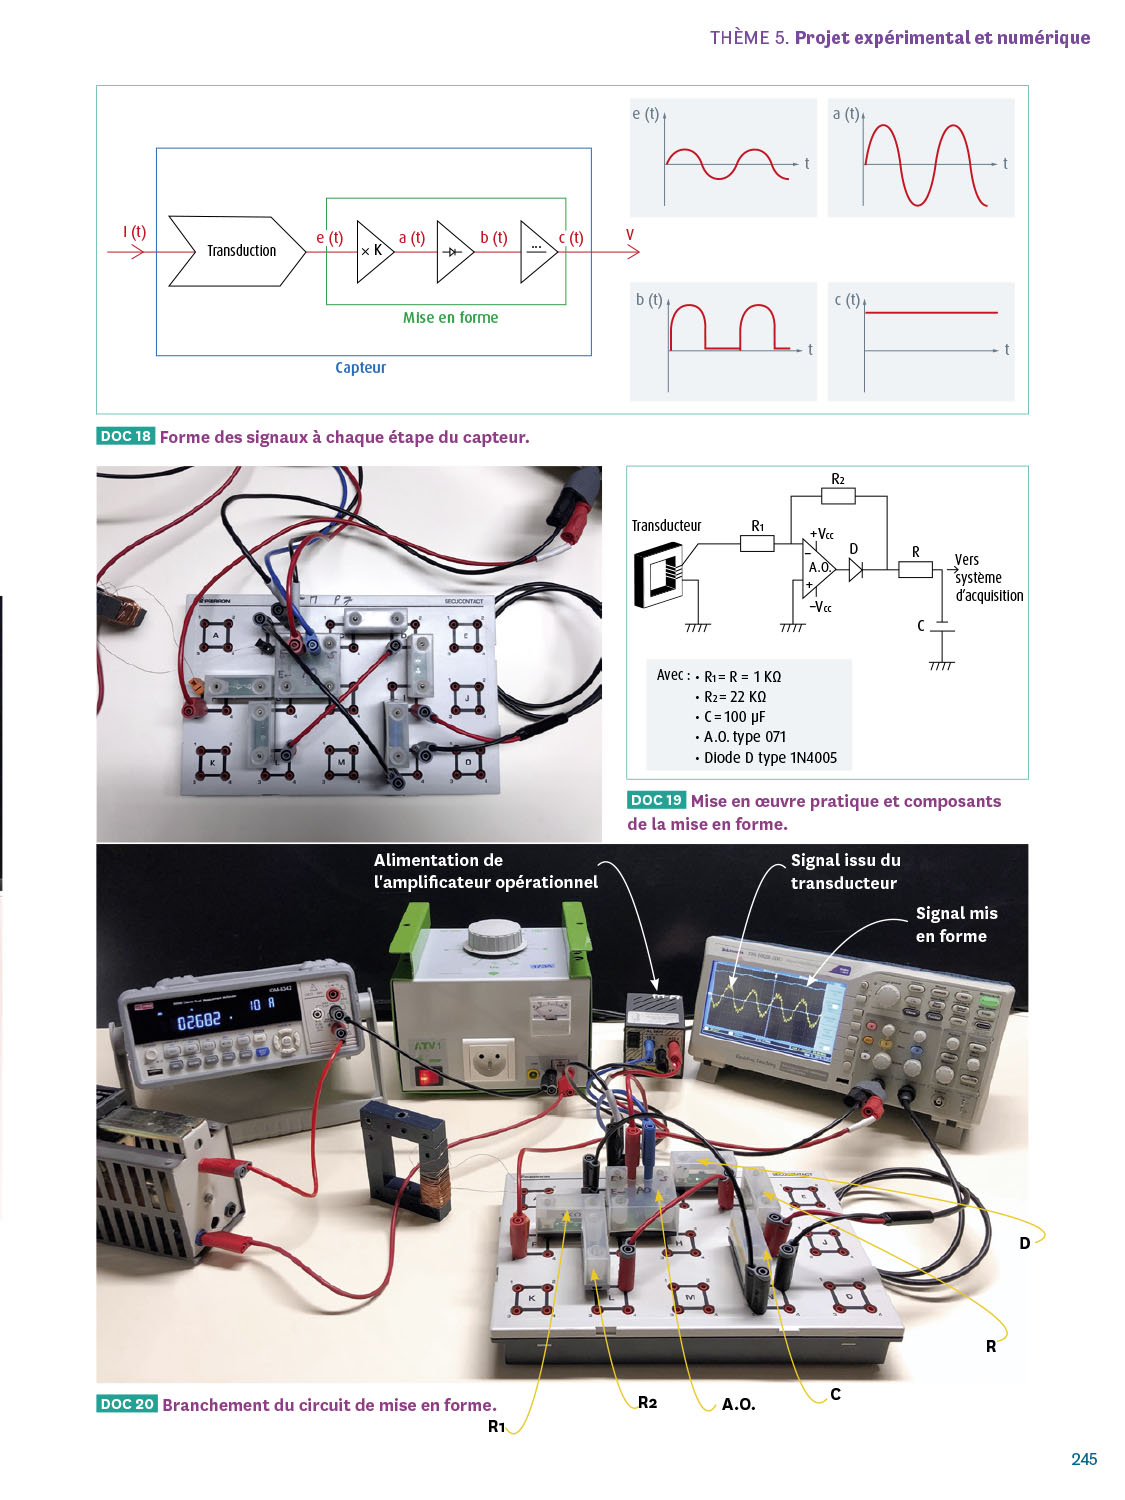 THÈME 5. Projet expérimental et numérique
I (t)
Transduction
e (t)
× K
a (t)
b (t)
...
c (t)
V
Mise en forme
Capteur
e (t)
t
a (t)
t
b (t)
t
c (t)
t
DOC 18 Forme des signaux à chaque étape du capteur.
PIERRON
SECUCONTACT
A
E
J
K
L
M
O
Transducteur
R1
R2
+Vcc
–
A.O.
+
–Vcc
D
R
C
Vers
système
d'acquisition
Avec : • R1 = R = 1 KΩ
• R2 = 22 KΩ
• C = 100 µF
• A.O. type 071
• Diode D type 1N4005
DOC 19 Mise en œuvre pratique et composants
de la mise en forme.
Alimentation de
l'amplificateur opérationnel
Signal issu du
transducteur
Signal mis
en forme
10 A
02682
Tektronix
E
H
J
K
L
M
N
O
D
R
C
A.O.
R2
R1
DOC 20 Branchement du circuit de mise en forme.
245